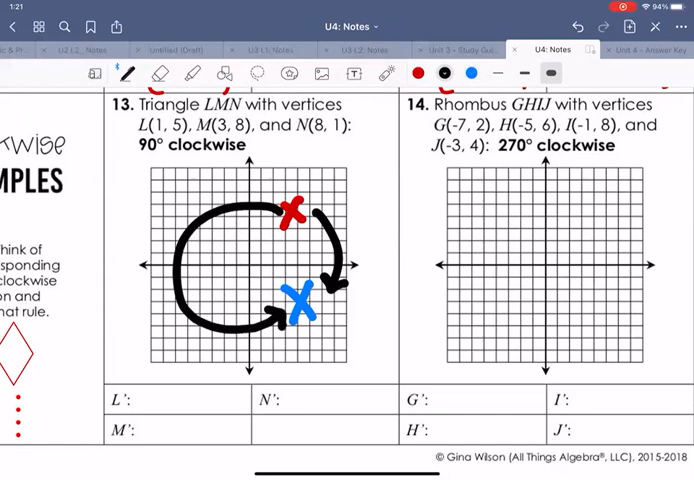 1:21
94%
U4: Notes
U2 L2_ Notes
Untitled (Draft)
U3 L1: Notes
U3 L2: Notes
Unit 3 - Study Gui...
U4: Notes
Unit 4 - Answer Key
kwise
MPLES
hink of
sponding
clockwise
on and
hat rule.
13. Triangle LMN with vertices
L(1, 5), M(3, 8), and N(8, 1):
90° clockwise
L':
N':
M':
14. Rhombus GHIJ with vertices
G(-7, 2), H(-5, 6), I(-1, 8), and
J(-3, 4): 270° clockwise
G':
I':
H':
J':
© Gina Wilson (All Things Algebra®, LLC), 2015-2018